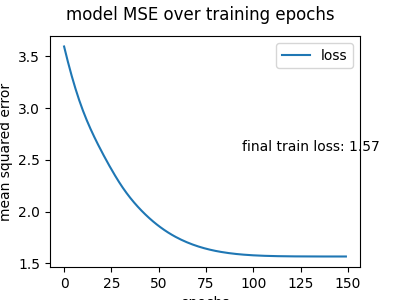 model MSE over training epochs
3.5
3.0
2.5
2.0
1.5
mean squared error
loss
final train loss: 1.57
0 25 50 75 100 125 150
epochs